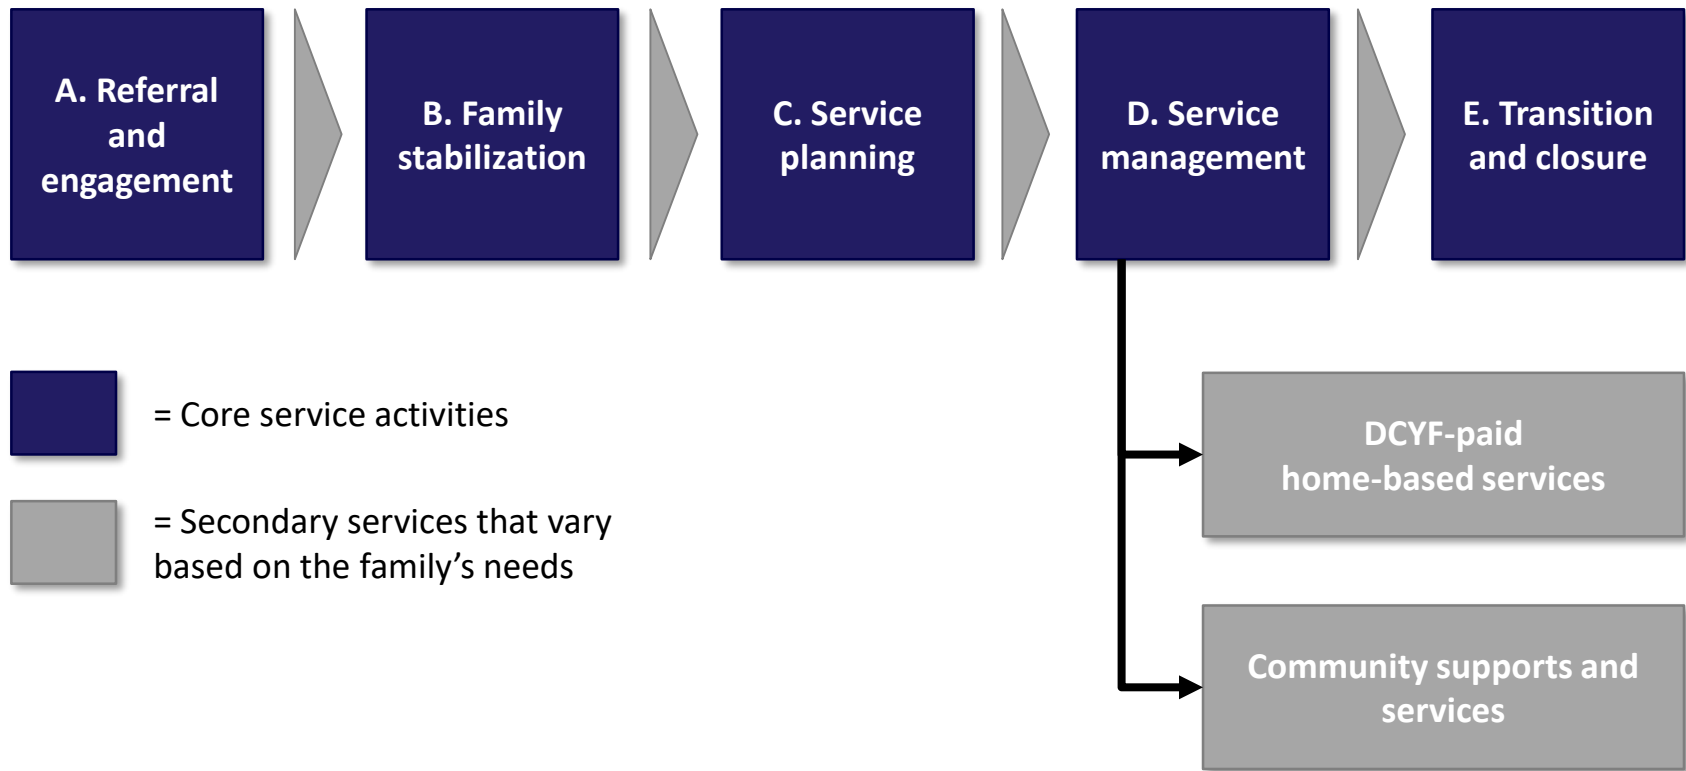 A. Referral
and
engagement
B. Family
stabilization
C. Service
planning
D. Service
management
E. Transition
and closure
= Core service activities
= Secondary services that vary
based on the family’s needs
DCYF-paid
home-based services
Community supports and
services